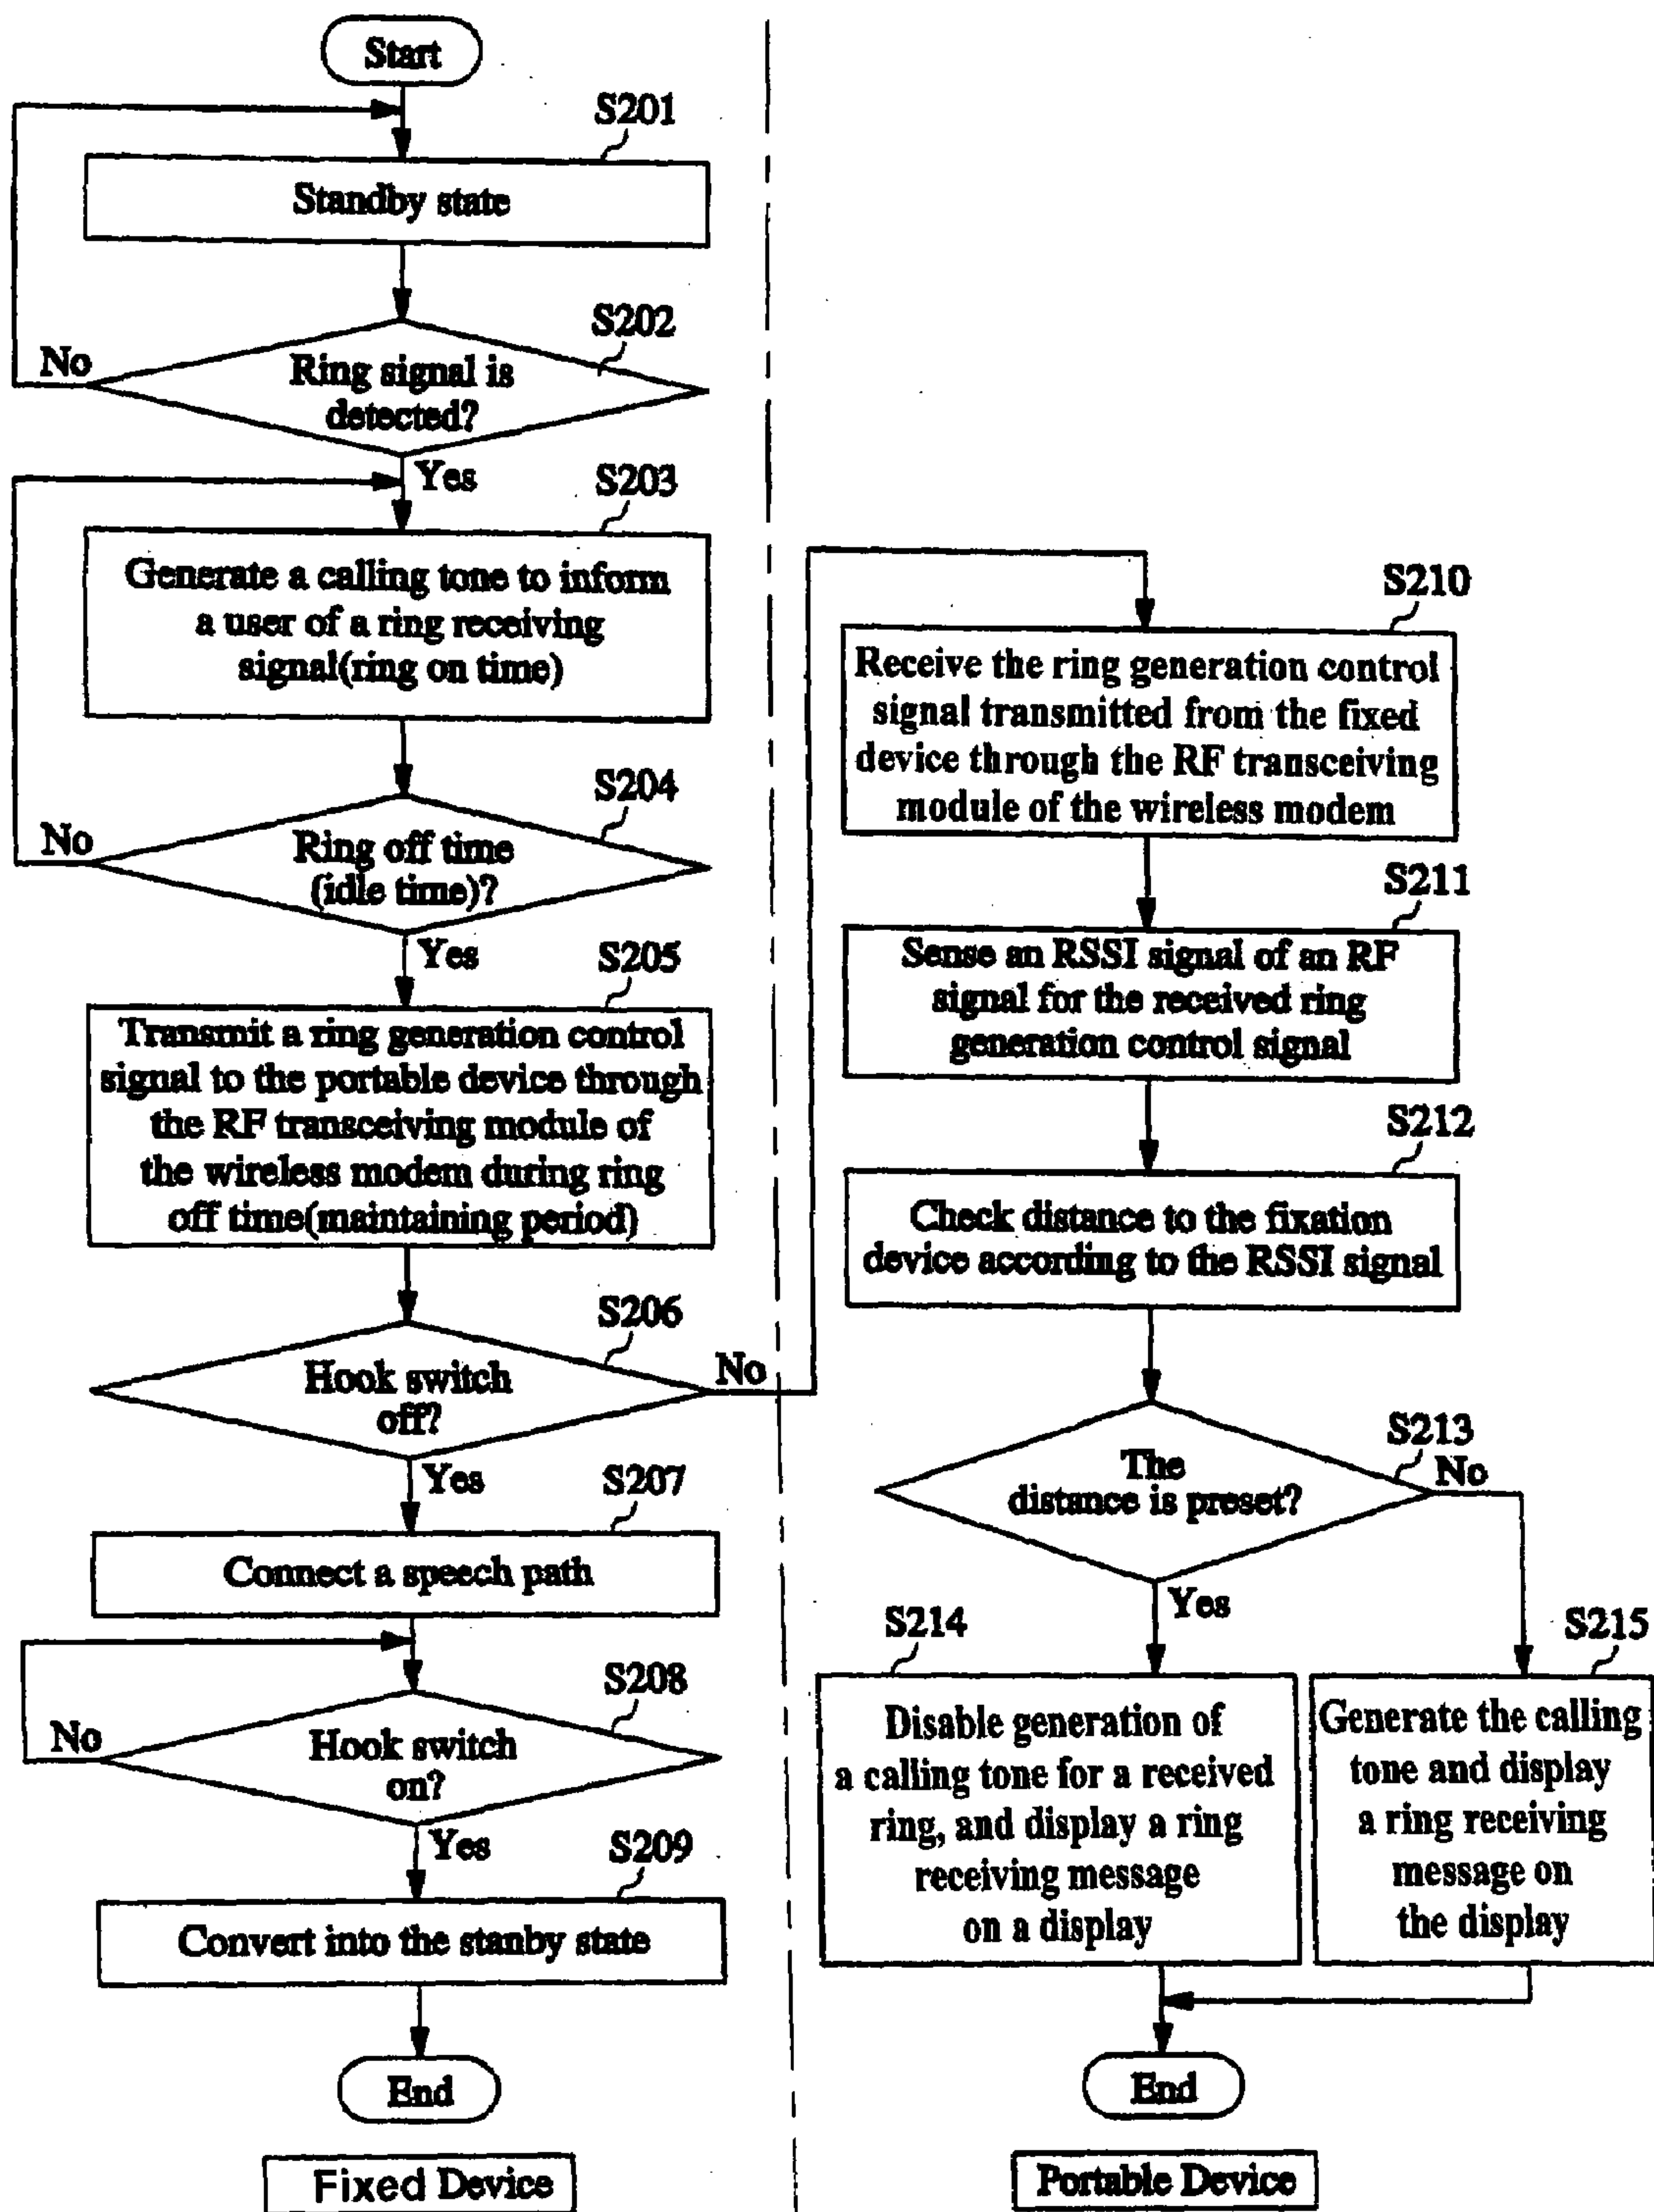 Start
S201
Standby state
S202
No
Ring signal is
detected?
Yes
S203
Generate a calling tone to inform
a user of a ring receiving
signal(ring on time)
S204
No
Ring off time
(idle time)?
Yes
S205
Transmit a ring generation control
signal to the portable device through
the RF transceiving module of
the wireless modem during ring
off time(maintaining period)
S206
Hook switch
off?
No
Yes
S207
Connect a speech path
S208
No
Hook switch
on?
Yes
S209
Convert into the stanby state
End
Fixed Device
S210
Receive the ring generation control
signal transmitted from the fixed
device through the RF transceiving
module of the wireless modem
S211
Sense an RSSI signal of an RF
signal for the received ring
generation control signal
S212
Check distance to the fixation
device according to the RSSI signal
S213
The
distance is preset?
No
Yes
S214
Disable generation of
a calling tone for a received
ring, and display a ring
receiving message
on a display
S215
Generate the calling
tone and display
a ring receiving
message on
the display
End
Portable Device